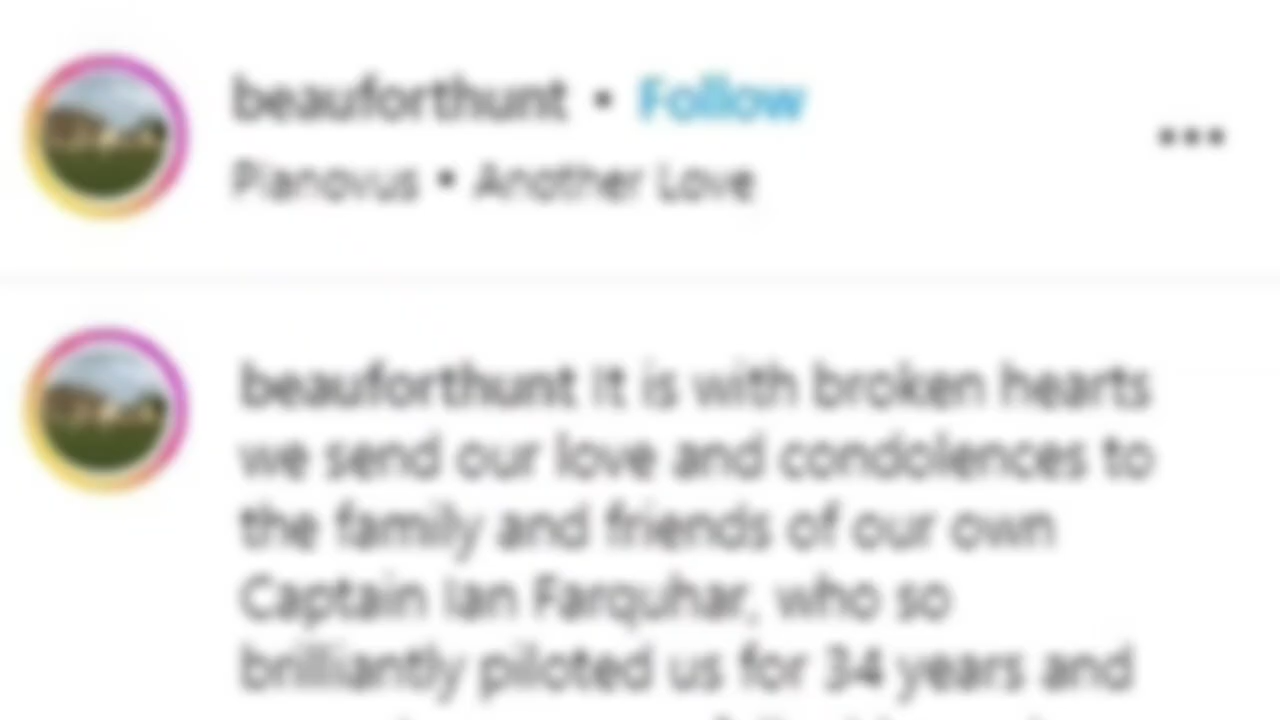 beauforthunt • Follow
Pianovus • Another Love
beauforthunt It is with broken hearts
we send our love and condolences to
the family and friends of our own
Captain Ian Farquhar, who so
brilliantly piloted us for 34 years and